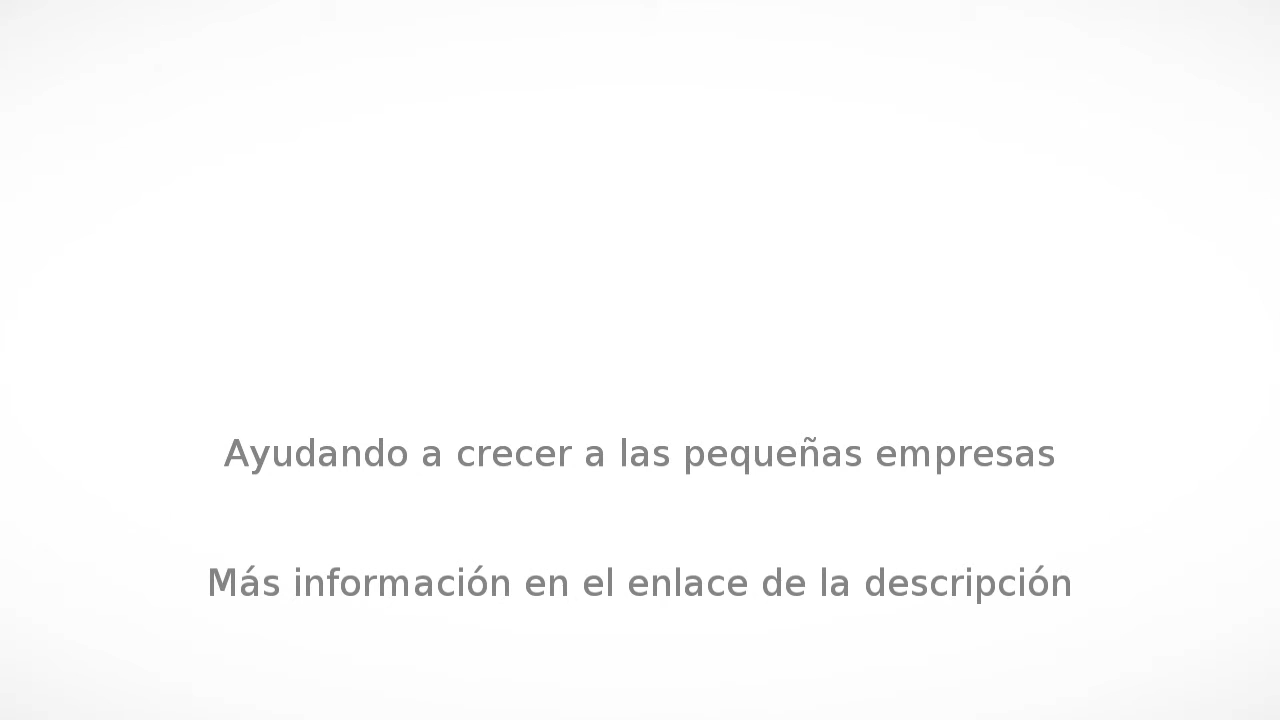 Ayudando a crecer a las pequeñas empresas
Más información en el enlace de la descripción